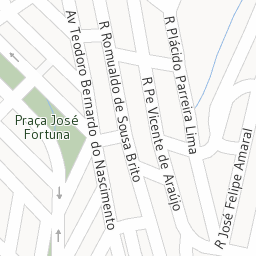 Av Teodoro Bernardo do Nascimento
R Romualdo de Sousa Brito
R Plácido Parreira Lima
R Pe Vicente de Araújo
Praça José
Fortuna
R José Felipe Amaral